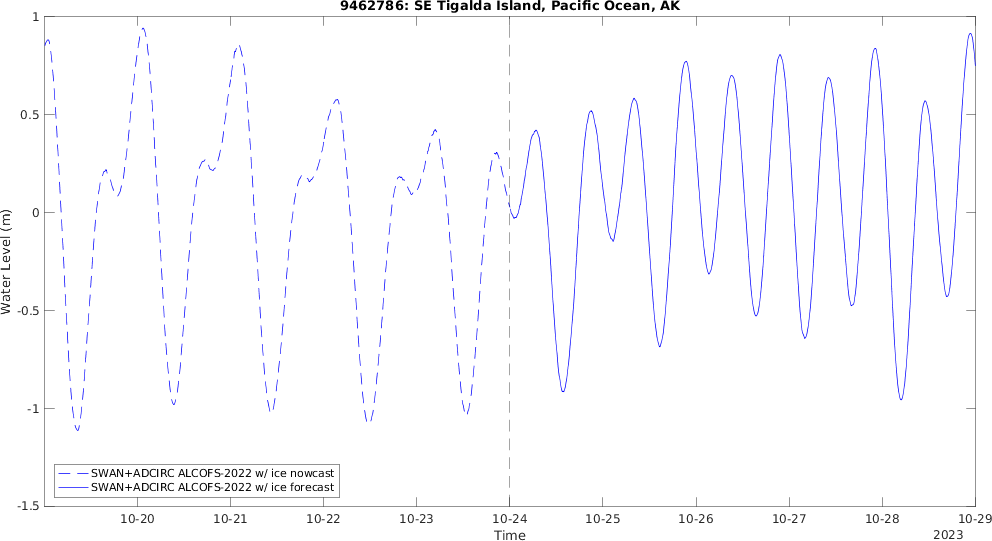 9462786: SE Tigalda Island, Pacific Ocean, AK
1
0.5
0
-0.5
-1
-1.5
Water Level (m)
SWAN+ADCIRC ALCOFS-2022 w/ ice nowcast
SWAN+ADCIRC ALCOFS-2022 w/ ice forecast
10-20 10-21 10-22 10-23 10-24 10-25 10-26 10-27 10-28 10-29
Time
2023